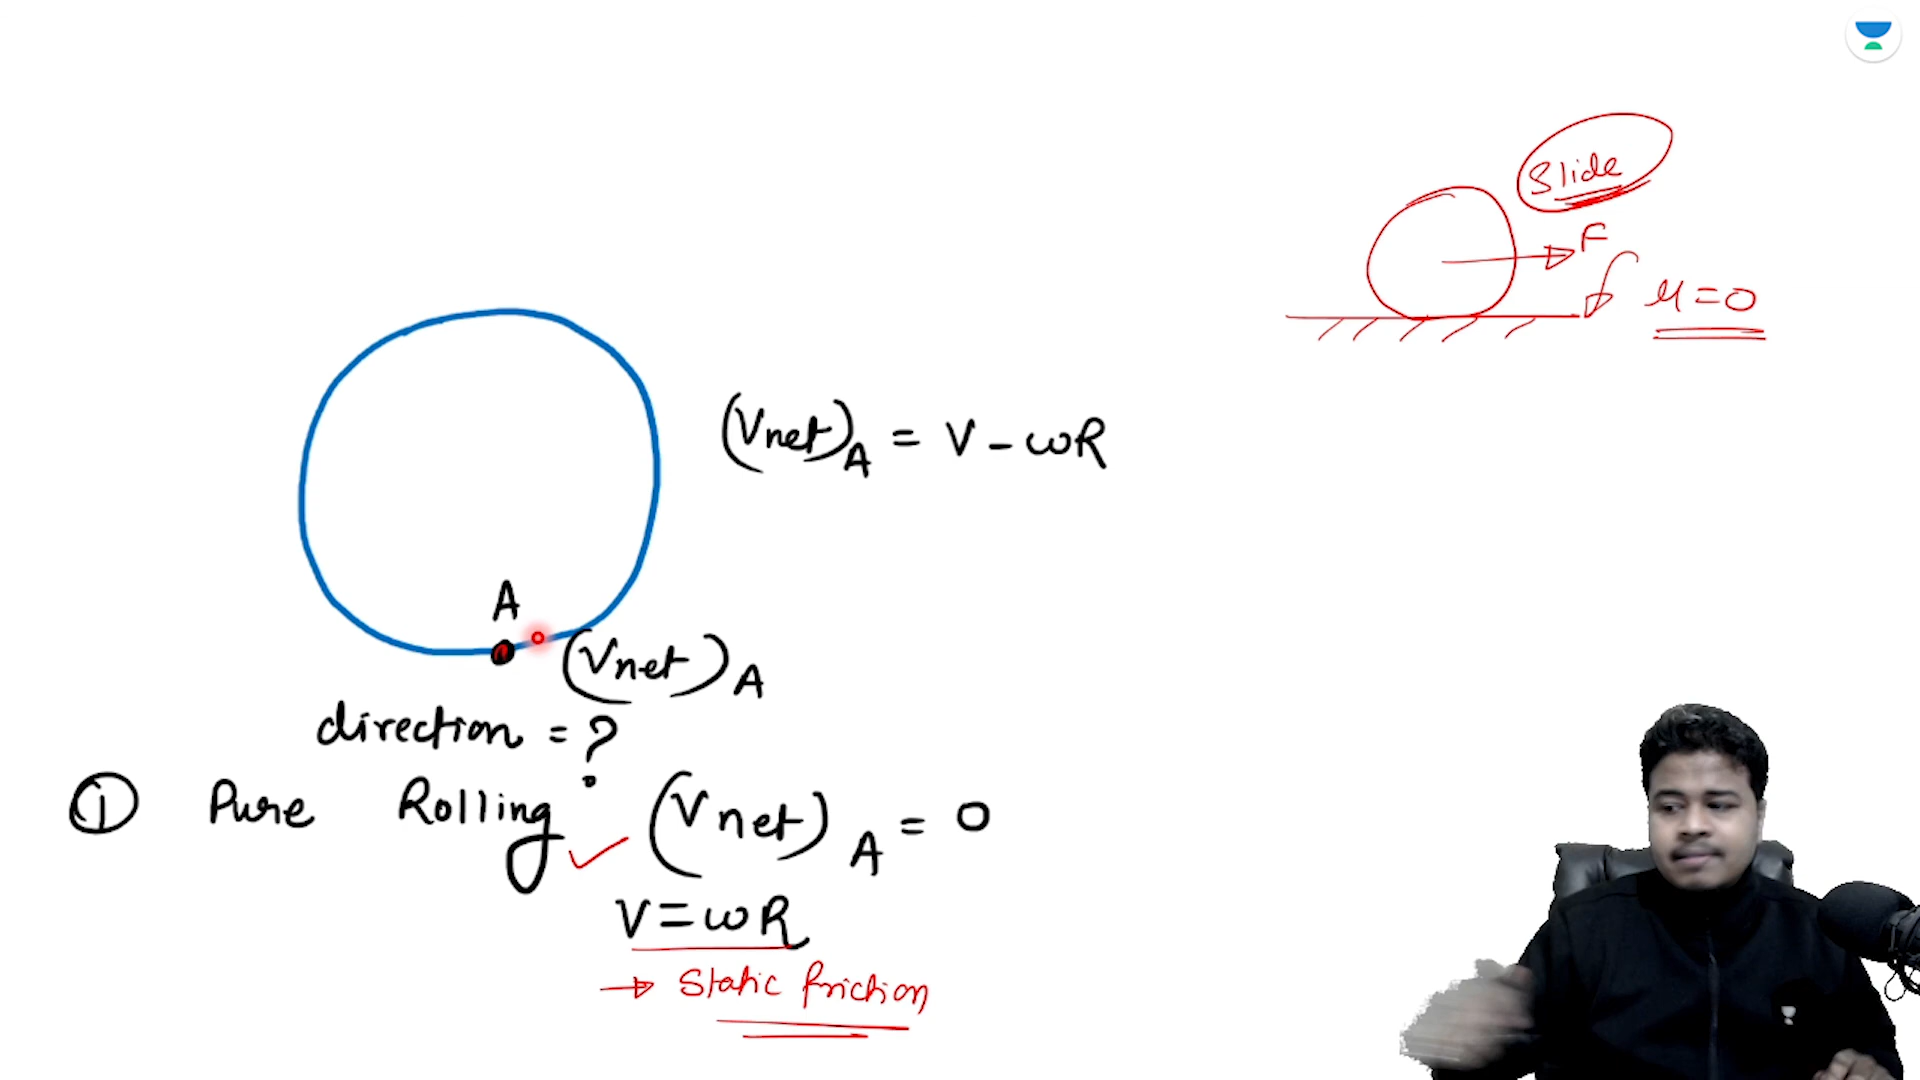 Slide
F
μ=0
(Vnet)A = V - ωR
A
(Vnet)A
direction = ?
① Pure Rolling (Vnet)A = 0
V = ωR
→ Static friction